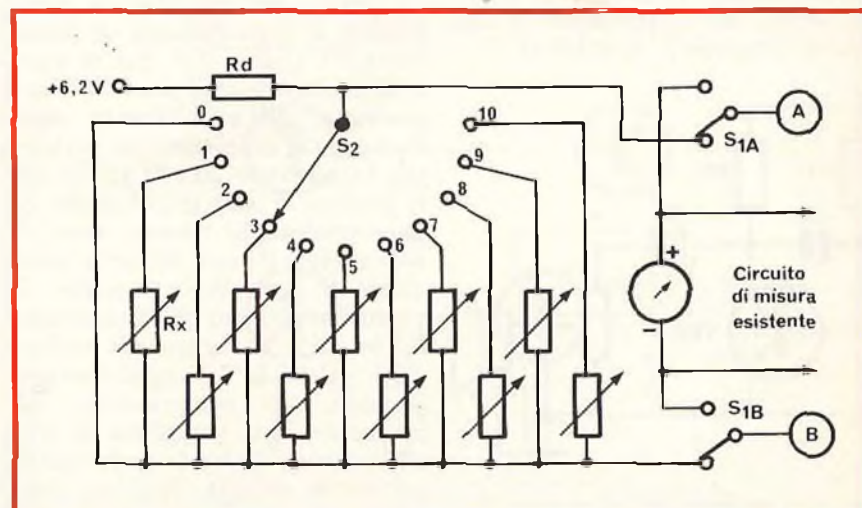 Rd
+6,2V
A
0
10
S2
S1A
1
9
2
8
3
7
4
6
5
+
Circuito
di misura
esistente
Rx
−
S1B
B